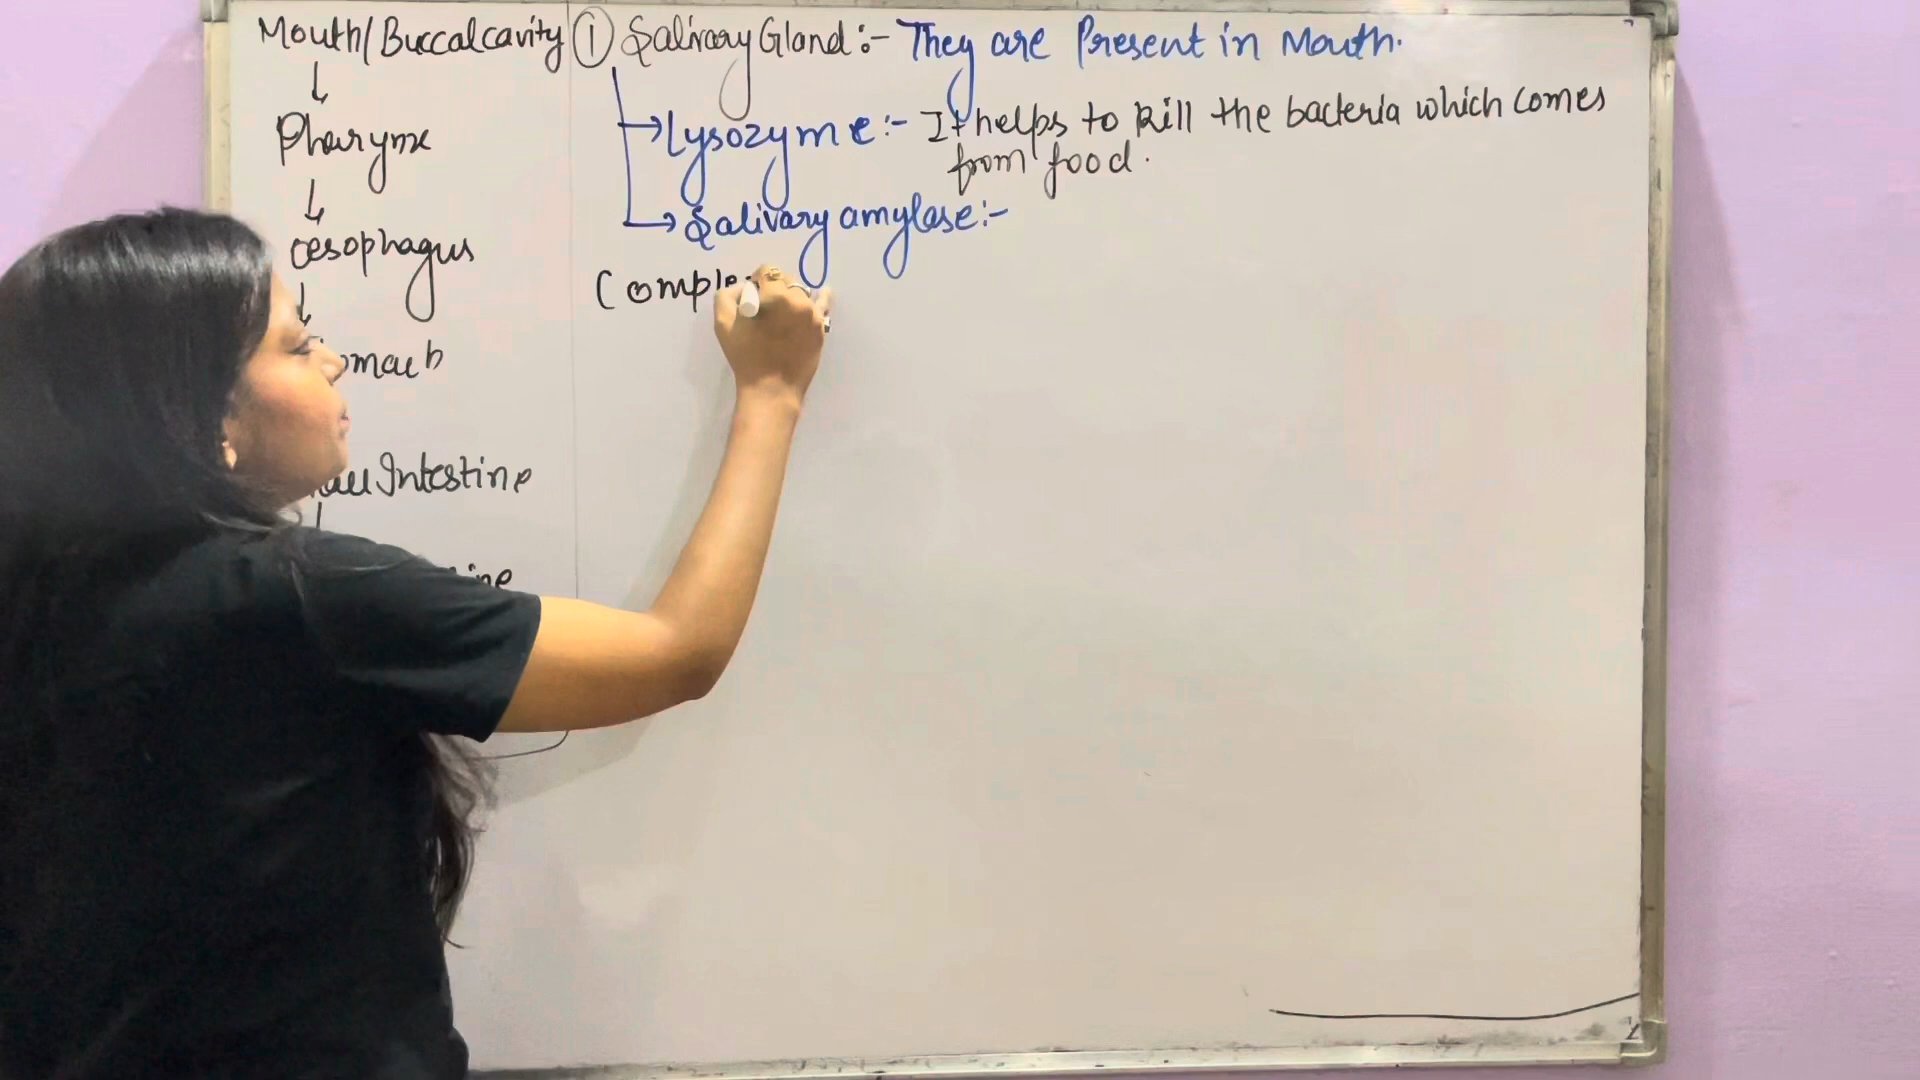 Mouth/Buccalcavity
↓
Pharynx
↓
Oesophagus
↓
Intestine
① Salivary Gland :- They are Present in Mouth.
→ Lysozyme :- It helps to kill the bacteria which comes
from food.
→ Salivary amylase :-